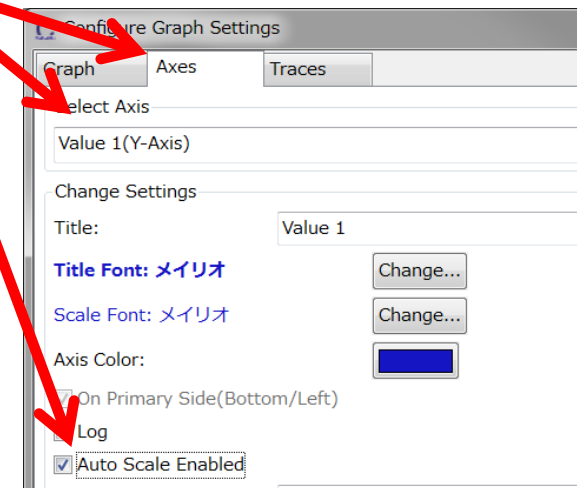 Configure Graph Settings
Graph Axes Traces
Select Axis
Value 1(Y-Axis)
Change Settings
Title: Value 1
Title Font: メイリオ Change...
Scale Font: メイリオ Change...
Axis Color:
On Primary Side(Bottom/Left)
Log
Auto Scale Enabled